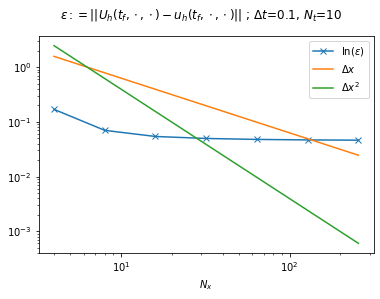 ε := ||U_h(t_f, ·, ·) − u_h(t_f, ·, ·)|| ; Δt=0.1, N_t=10
ln(ε)
Δx
Δx²
10⁰
10⁻¹
10⁻²
10⁻³
10¹
10²
N_x